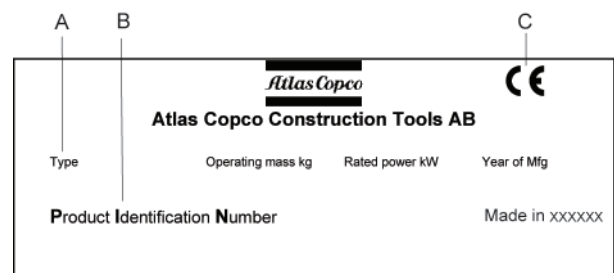 A B C
Atlas Copco CE
Atlas Copco Construction Tools AB
Type Operating mass kg Rated power kW Year of Mfg
Product Identification Number Made in xxxxxx